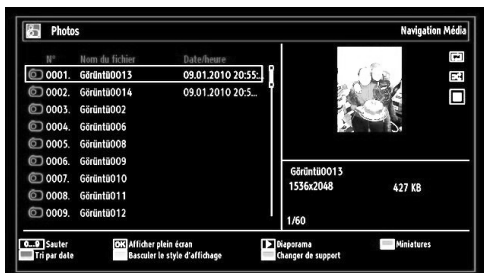 Photos Navigation Média
N° Nom du fichier Date/heure
0001. Görüntü0013 09.01.2010 20:55:..
0002. Görüntü0014 09.01.2010 20:5...
0003. Görüntü002
0004. Görüntü006
0005. Görüntü008
0006. Görüntü009
0007. Görüntü010
0008. Görüntü011
0009. Görüntü012
Görüntü0013
1536x2048 427 KB
1/60
0...9 Sauter OK Afficher plein écran Diaporama Miniatures
Tri par date Basculer le style d'affichage Changer de support